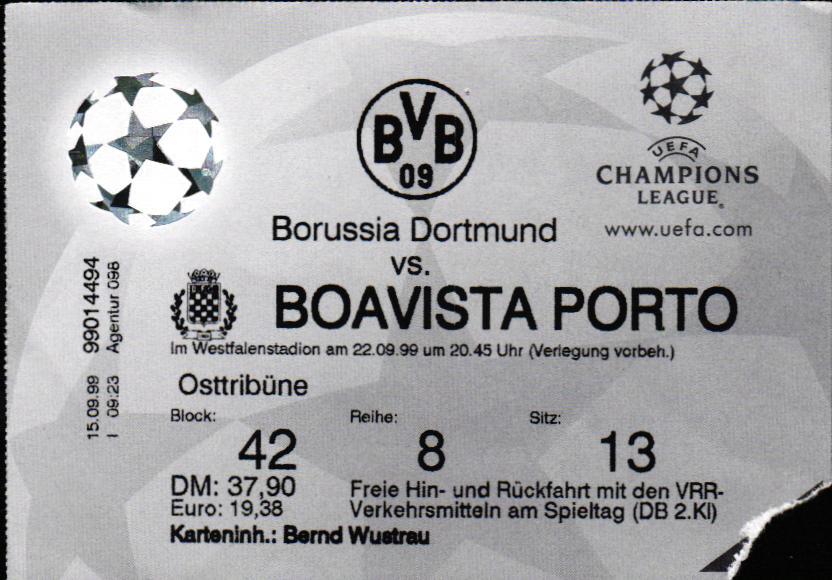 BVB
09
UEFA
CHAMPIONS
LEAGUE®
www.uefa.com
Borussia Dortmund
vs.
BOAVISTA PORTO
Im Westfalenstadion am 22.09.99 um 20.45 Uhr (Verlegung vorbeh.)
Osttribüne
Block: Reihe: Sitz:
42 8 13
DM: 37,90 Freie Hin- und Rückfahrt mit den VRR-
Euro: 19,38 Verkehrsmitteln am Spieltag (DB 2.Kl)
Karteninh.: Bernd Wustrau
15.09.99 99014494
09:23 Agentur 098